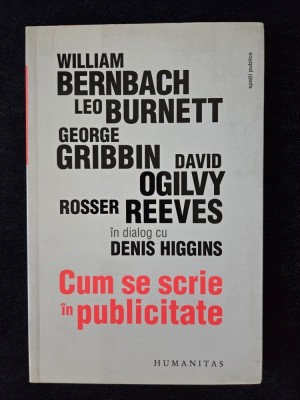 spații publice
WILLIAM
BERNBACH
LEO BURNETT
GEORGE
GRIBBIN DAVID
OGILVY
ROSSER REEVES
în dialog cu
DENIS HIGGINS
Cum se scrie
în publicitate
HUMANITAS